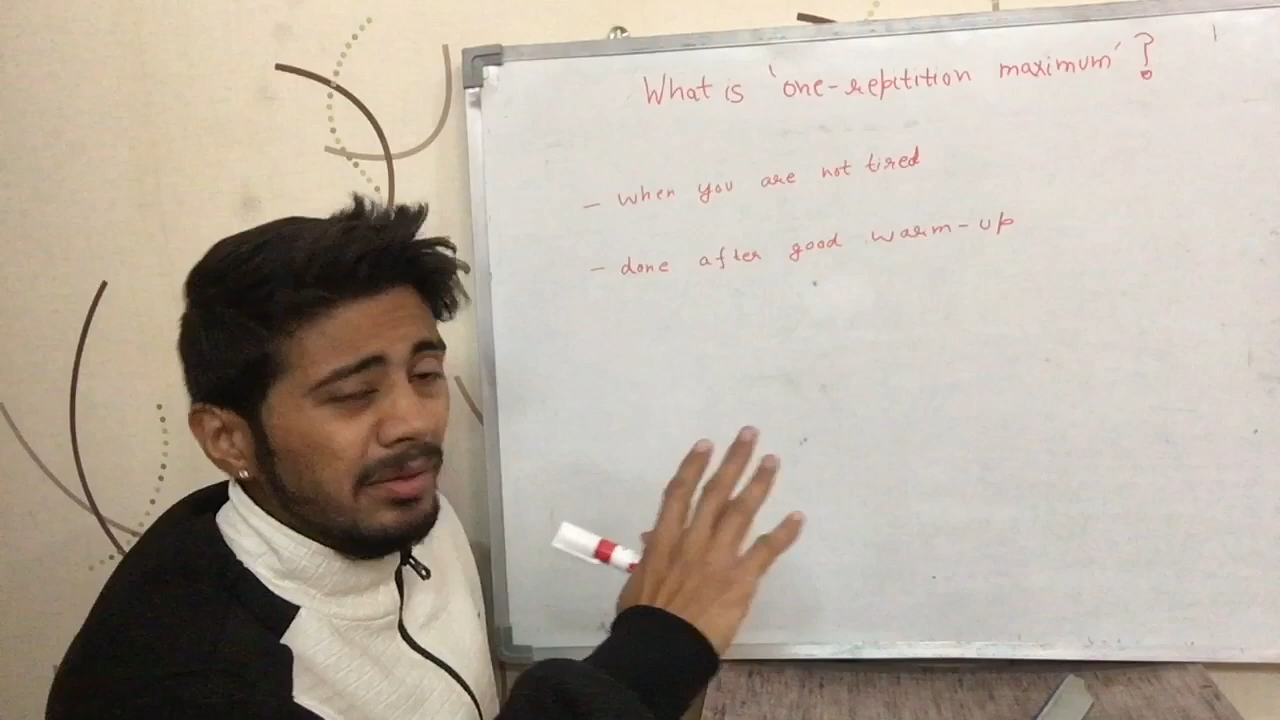 What is 'one-repitition maximum' ?
- when you are not tired
- done after good warm-up